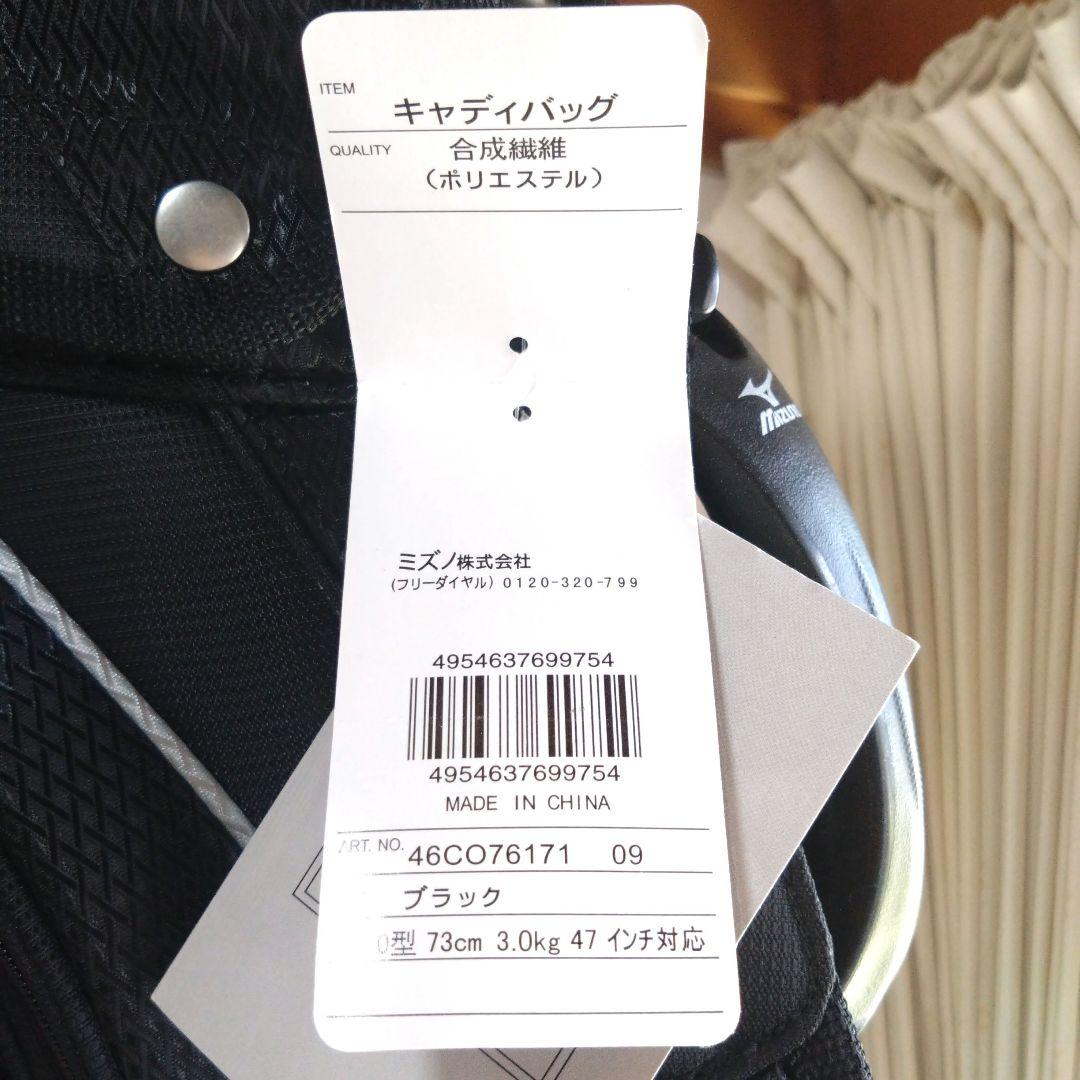 ITEM
キャディバッグ
QUALITY
合成繊維
(ポリエステル)
MIZUNO
ミズノ株式会社
(フリーダイヤル) 0120-320-799
4954637699754
4954637699754
MADE IN CHINA
ART. NO.
46CO76171 09
ブラック
型 73cm 3.0kg 47 インチ対応